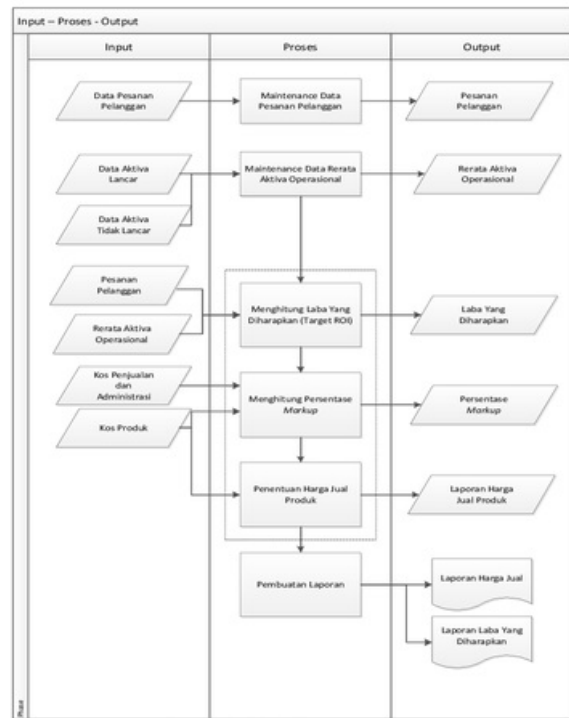 Input – Proses - Output
Input
Proses
Output
Data Pesanan
Pelanggan
Maintenance Data
Pesanan Pelanggan
Pesanan
Pelanggan
Data Aktiva
Lancar
Maintenance Data Rerata
Aktiva Operasional
Rerata Aktiva
Operasional
Data Aktiva
Tidak Lancar
Pesanan
Pelanggan
Menghitung Laba Yang
Diharapkan (Target ROI)
Laba Yang
Diharapkan
Rerata Aktiva
Operasional
Kos Penjualan
dan
Administrasi
Menghitung Persentase
Markup
Persentase
Markup
Kos Produk
Penentuan Harga Jual
Produk
Laporan Harga
Jual Produk
Pembuatan Laporan
Laporan Harga Jual
Laporan Laba Yang
Diharapkan
Phase